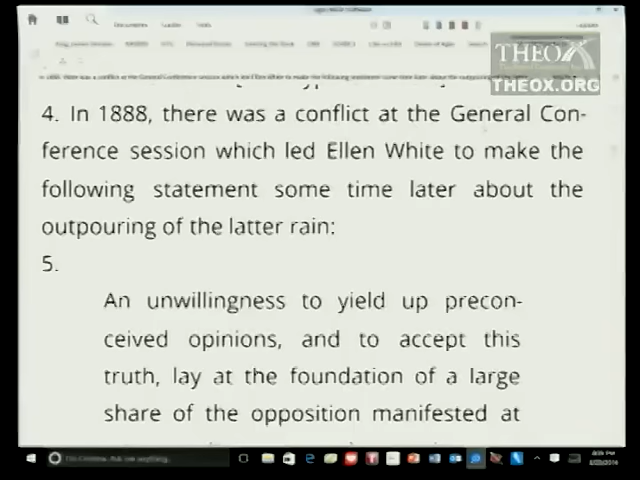 THEOX
THEOX.ORG
4. In 1888, there was a conflict at the General Con-
ference session which led Ellen White to make the
following statement some time later about the
outpouring of the latter rain:
5.
An unwillingness to yield up precon-
ceived opinions, and to accept this
truth, lay at the foundation of a large
share of the opposition manifested at